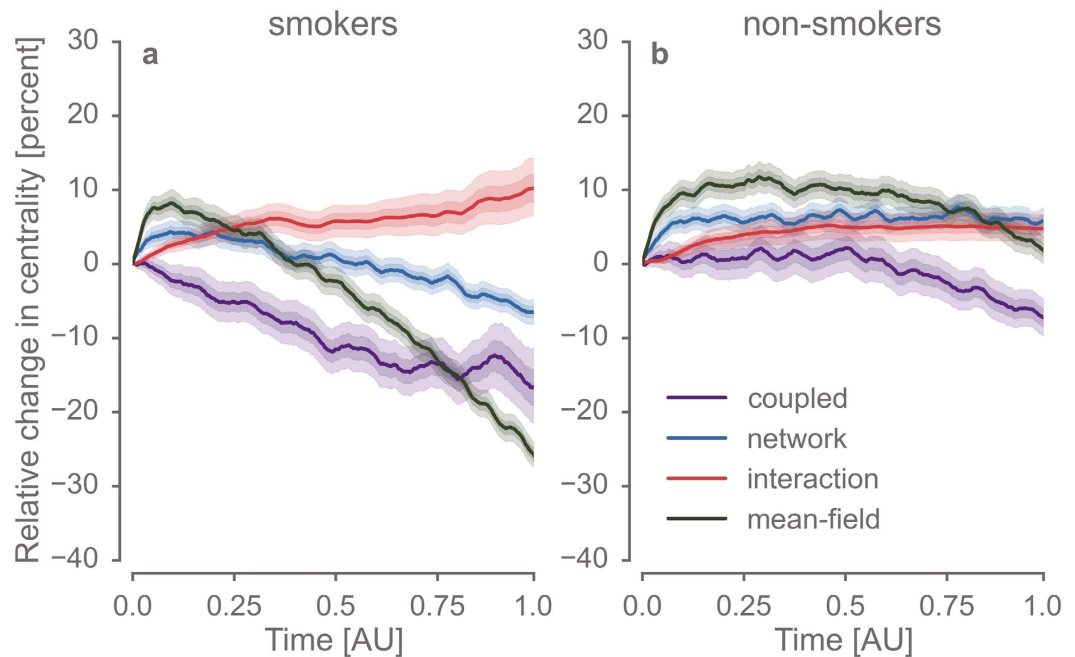 smokers
non-smokers
a
b
Relative change in centrality [percent]
30
20
10
0
−10
−20
−30
−40
30
20
10
0
−10
−20
−30
−40
coupled
network
interaction
mean-field
0.0 0.25 0.5 0.75 1.0
0.0 0.25 0.5 0.75 1.0
Time [AU]
Time [AU]